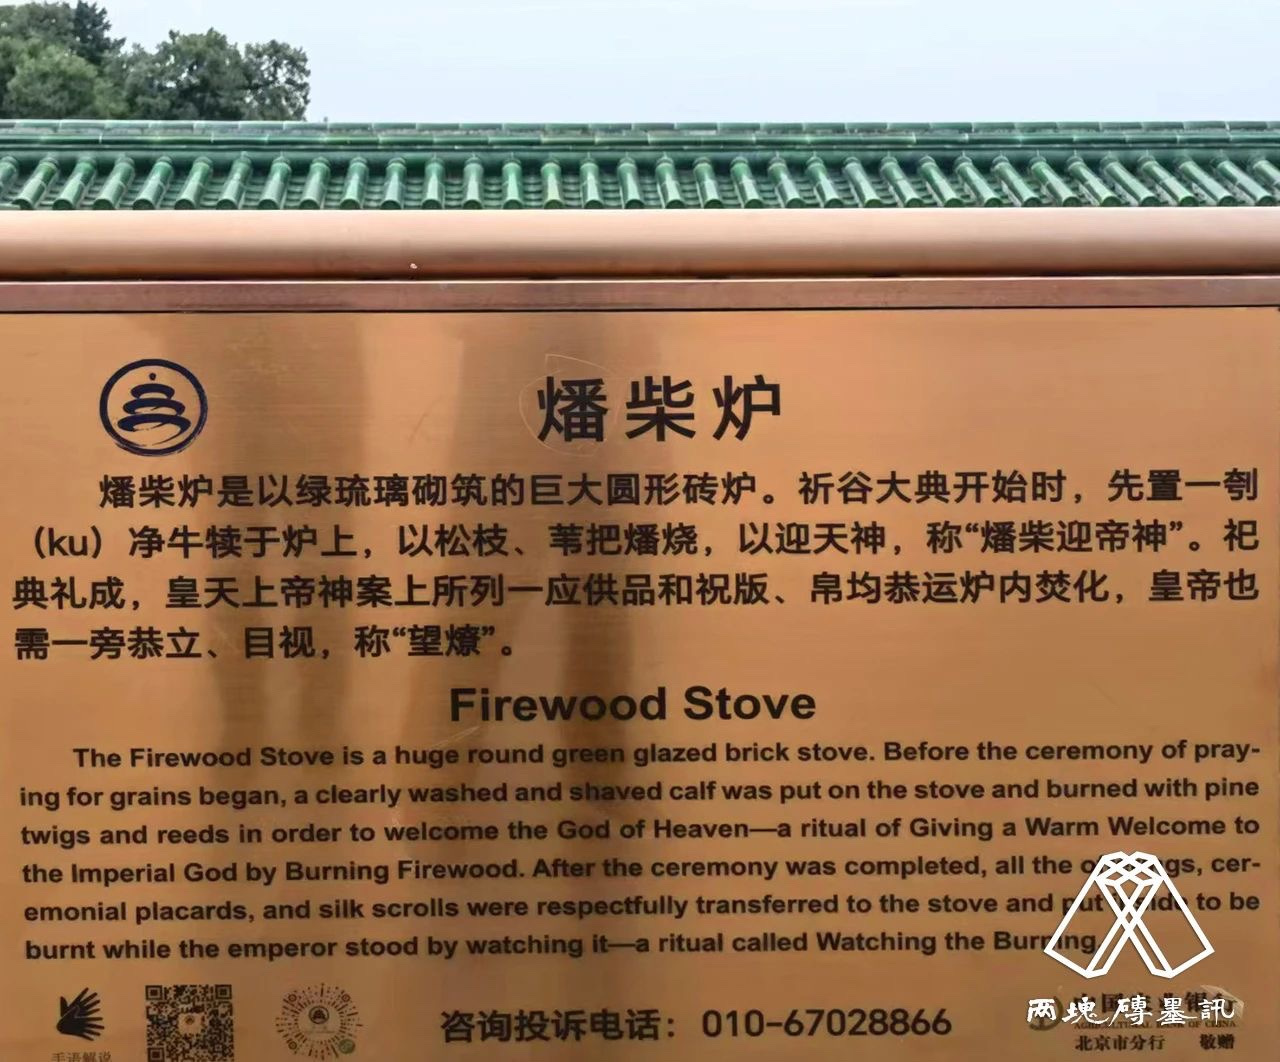 燔柴炉
燔柴炉是以绿琉璃砌筑的巨大圆形砖炉。祈谷大典开始时，先置一刳
（ku）净牛犊于炉上，以松枝、苇把燔烧，以迎天神，称“燔柴迎帝神”。祀
典礼成，皇天上帝神案上所列一应供品和祝版、帛均恭运炉内焚化，皇帝也
需一旁恭立、目视，称“望燎”。
Firewood Stove
The Firewood Stove is a huge round green glazed brick stove. Before the ceremony of pray-
ing for grains began, a clearly washed and shaved calf was put on the stove and burned with pine
twigs and reeds in order to welcome the God of Heaven—a ritual of Giving a Warm Welcome to
the Imperial God by Burning Firewood. After the ceremony was completed, all the cer-
emonial placards, and silk scrolls were respectfully transferred to the stove and put to be
burnt while the emperor stood by watching it—a ritual called Watching the Burning.
手语解说
咨询投诉电话：010-67028866
两塊磚墨訊
北京市分行 敬赠